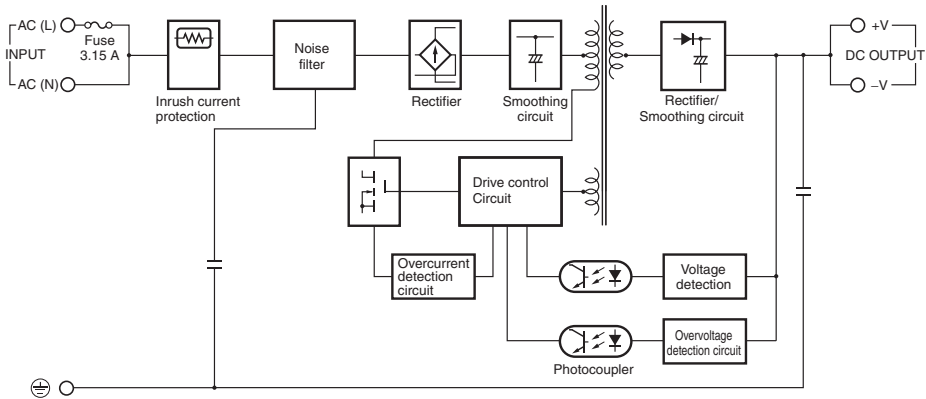 AC (L)
Fuse
3.15 A
INPUT
AC (N)
Inrush current
protection
Noise
filter
Rectifier
Smoothing
circuit
Rectifier/
Smoothing circuit
+V
DC OUTPUT
–V
Drive control
Circuit
Overcurrent
detection
circuit
Voltage
detection
Overvoltage
detection circuit
Photocoupler